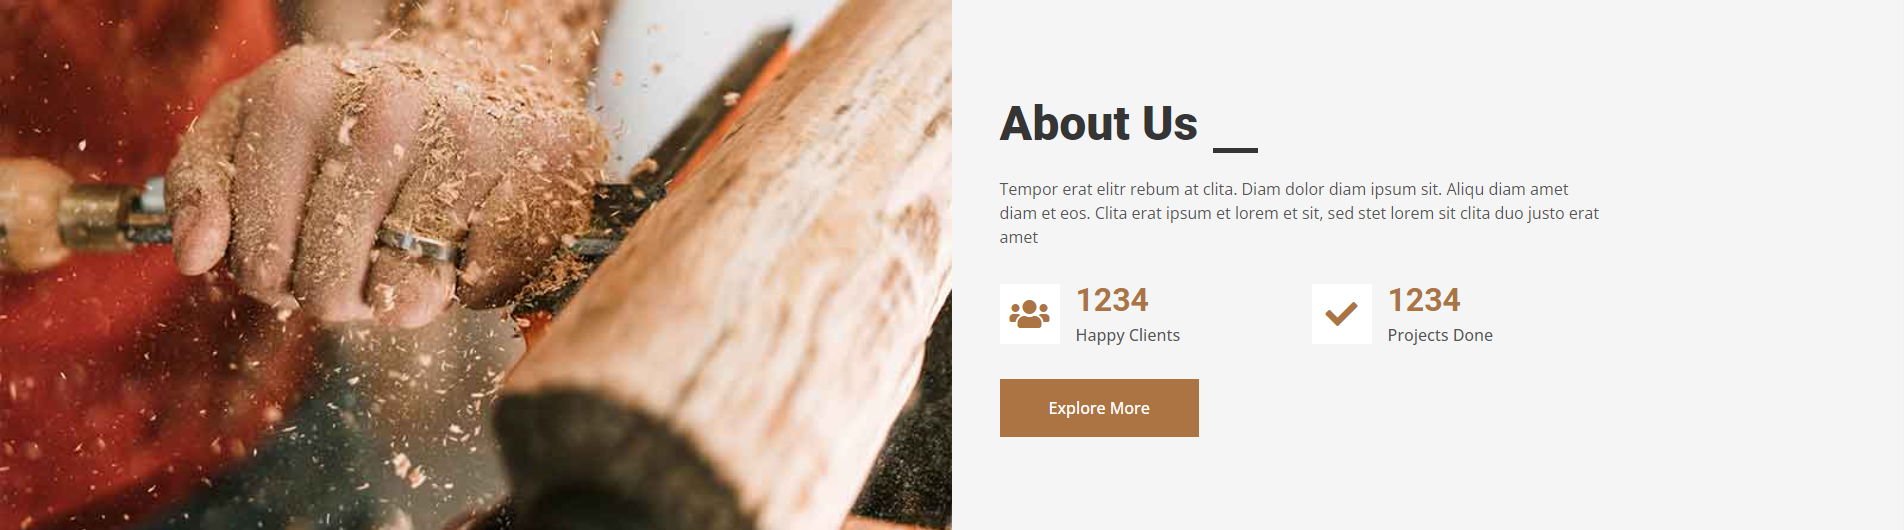 About Us
Tempor erat elitr rebum at clita. Diam dolor diam ipsum sit. Aliqu diam amet
diam et eos. Clita erat ipsum et lorem et sit, sed stet lorem sit clita duo justo erat
amet
1234
Happy Clients
1234
Projects Done
Explore More